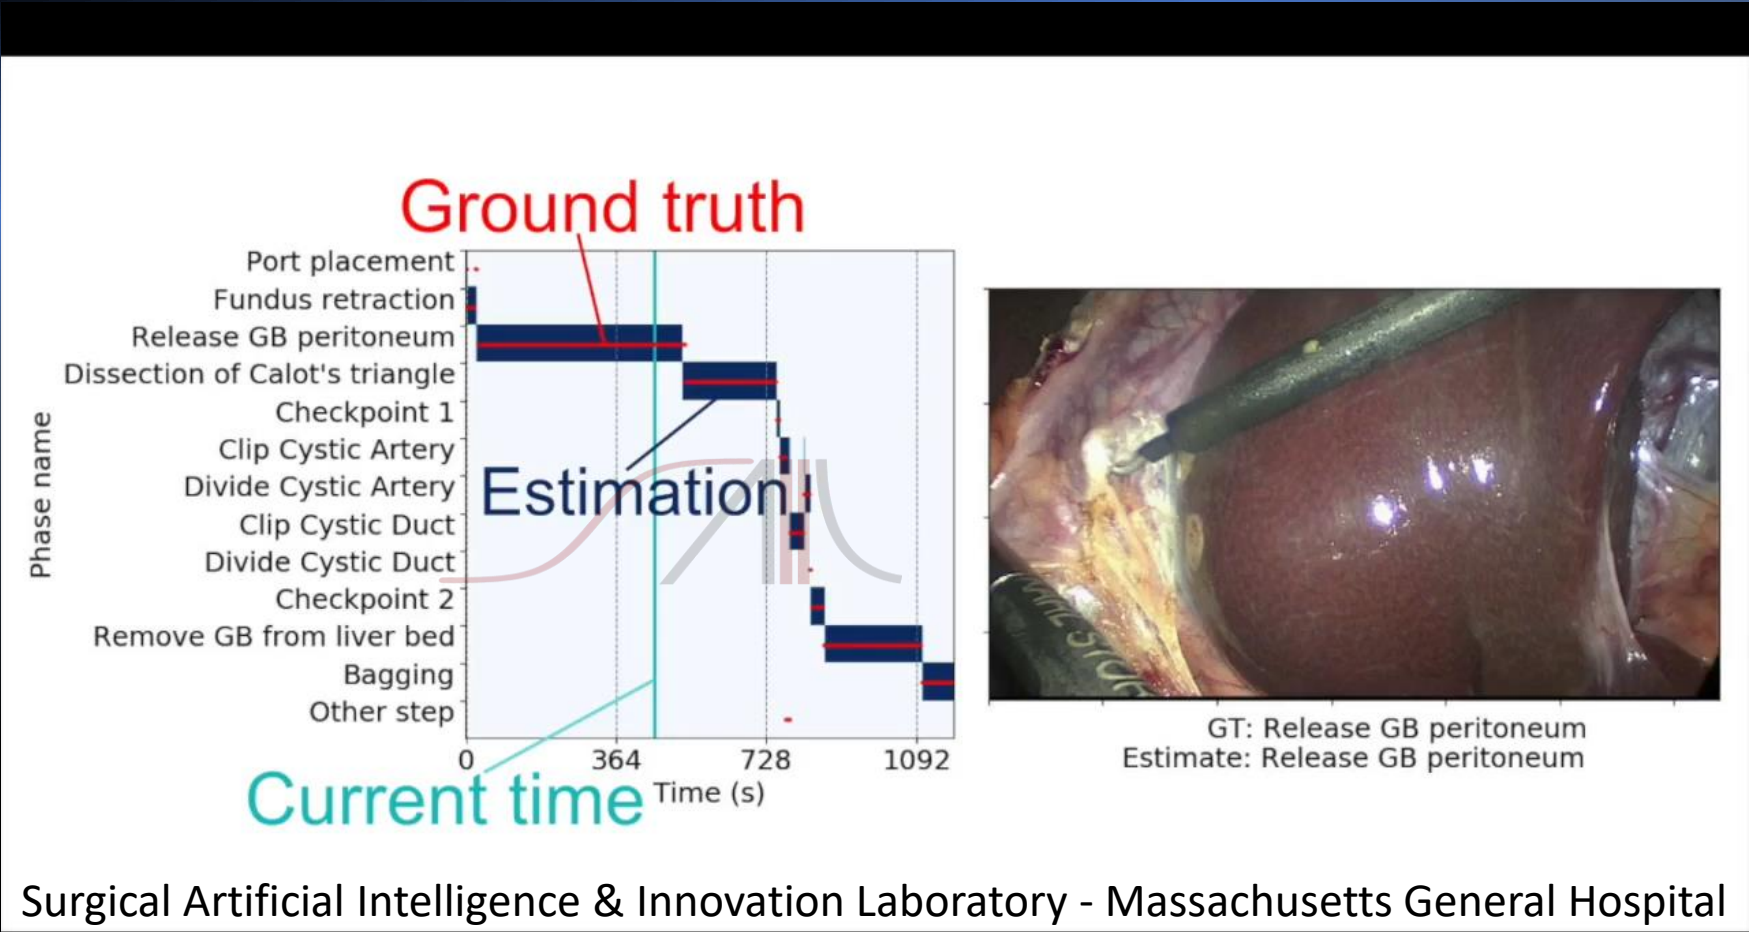 Ground truth
Port placement
Fundus retraction
Release GB peritoneum
Dissection of Calot's triangle
Checkpoint 1
Clip Cystic Artery
Divide Cystic Artery
Clip Cystic Duct
Divide Cystic Duct
Checkpoint 2
Remove GB from liver bed
Bagging
Other step
Phase name
Estimation
0 364 728 1092
Time (s)
Current time
GT: Release GB peritoneum
Estimate: Release GB peritoneum
Surgical Artificial Intelligence & Innovation Laboratory - Massachusetts General Hospital